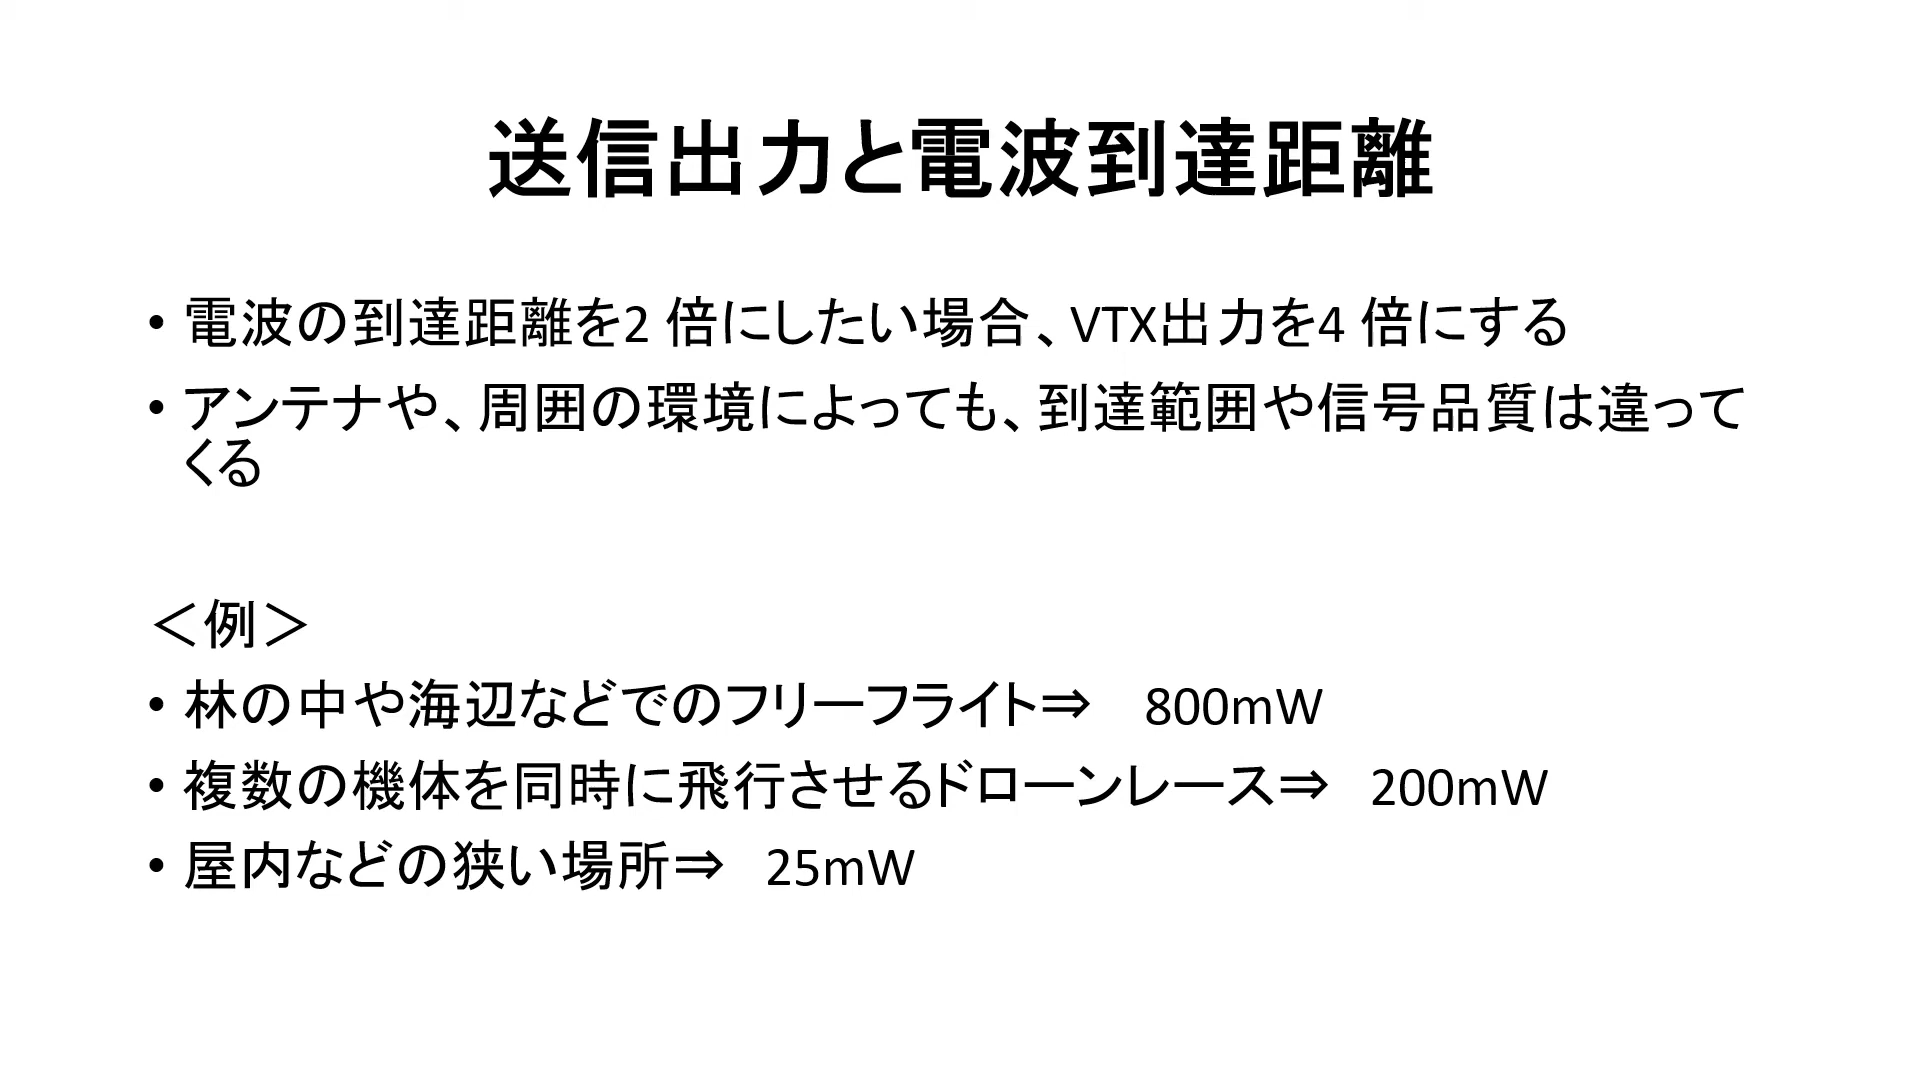 送信出力と電波到達距離
• 電波の到達距離を2 倍にしたい場合、VTX出力を4 倍にする
• アンテナや、周囲の環境によっても、到達範囲や信号品質は違って
くる
＜例＞
• 林の中や海辺などでのフリーフライト⇒　800mW
• 複数の機体を同時に飛行させるドローンレース⇒　200mW
• 屋内などの狭い場所⇒　25mW